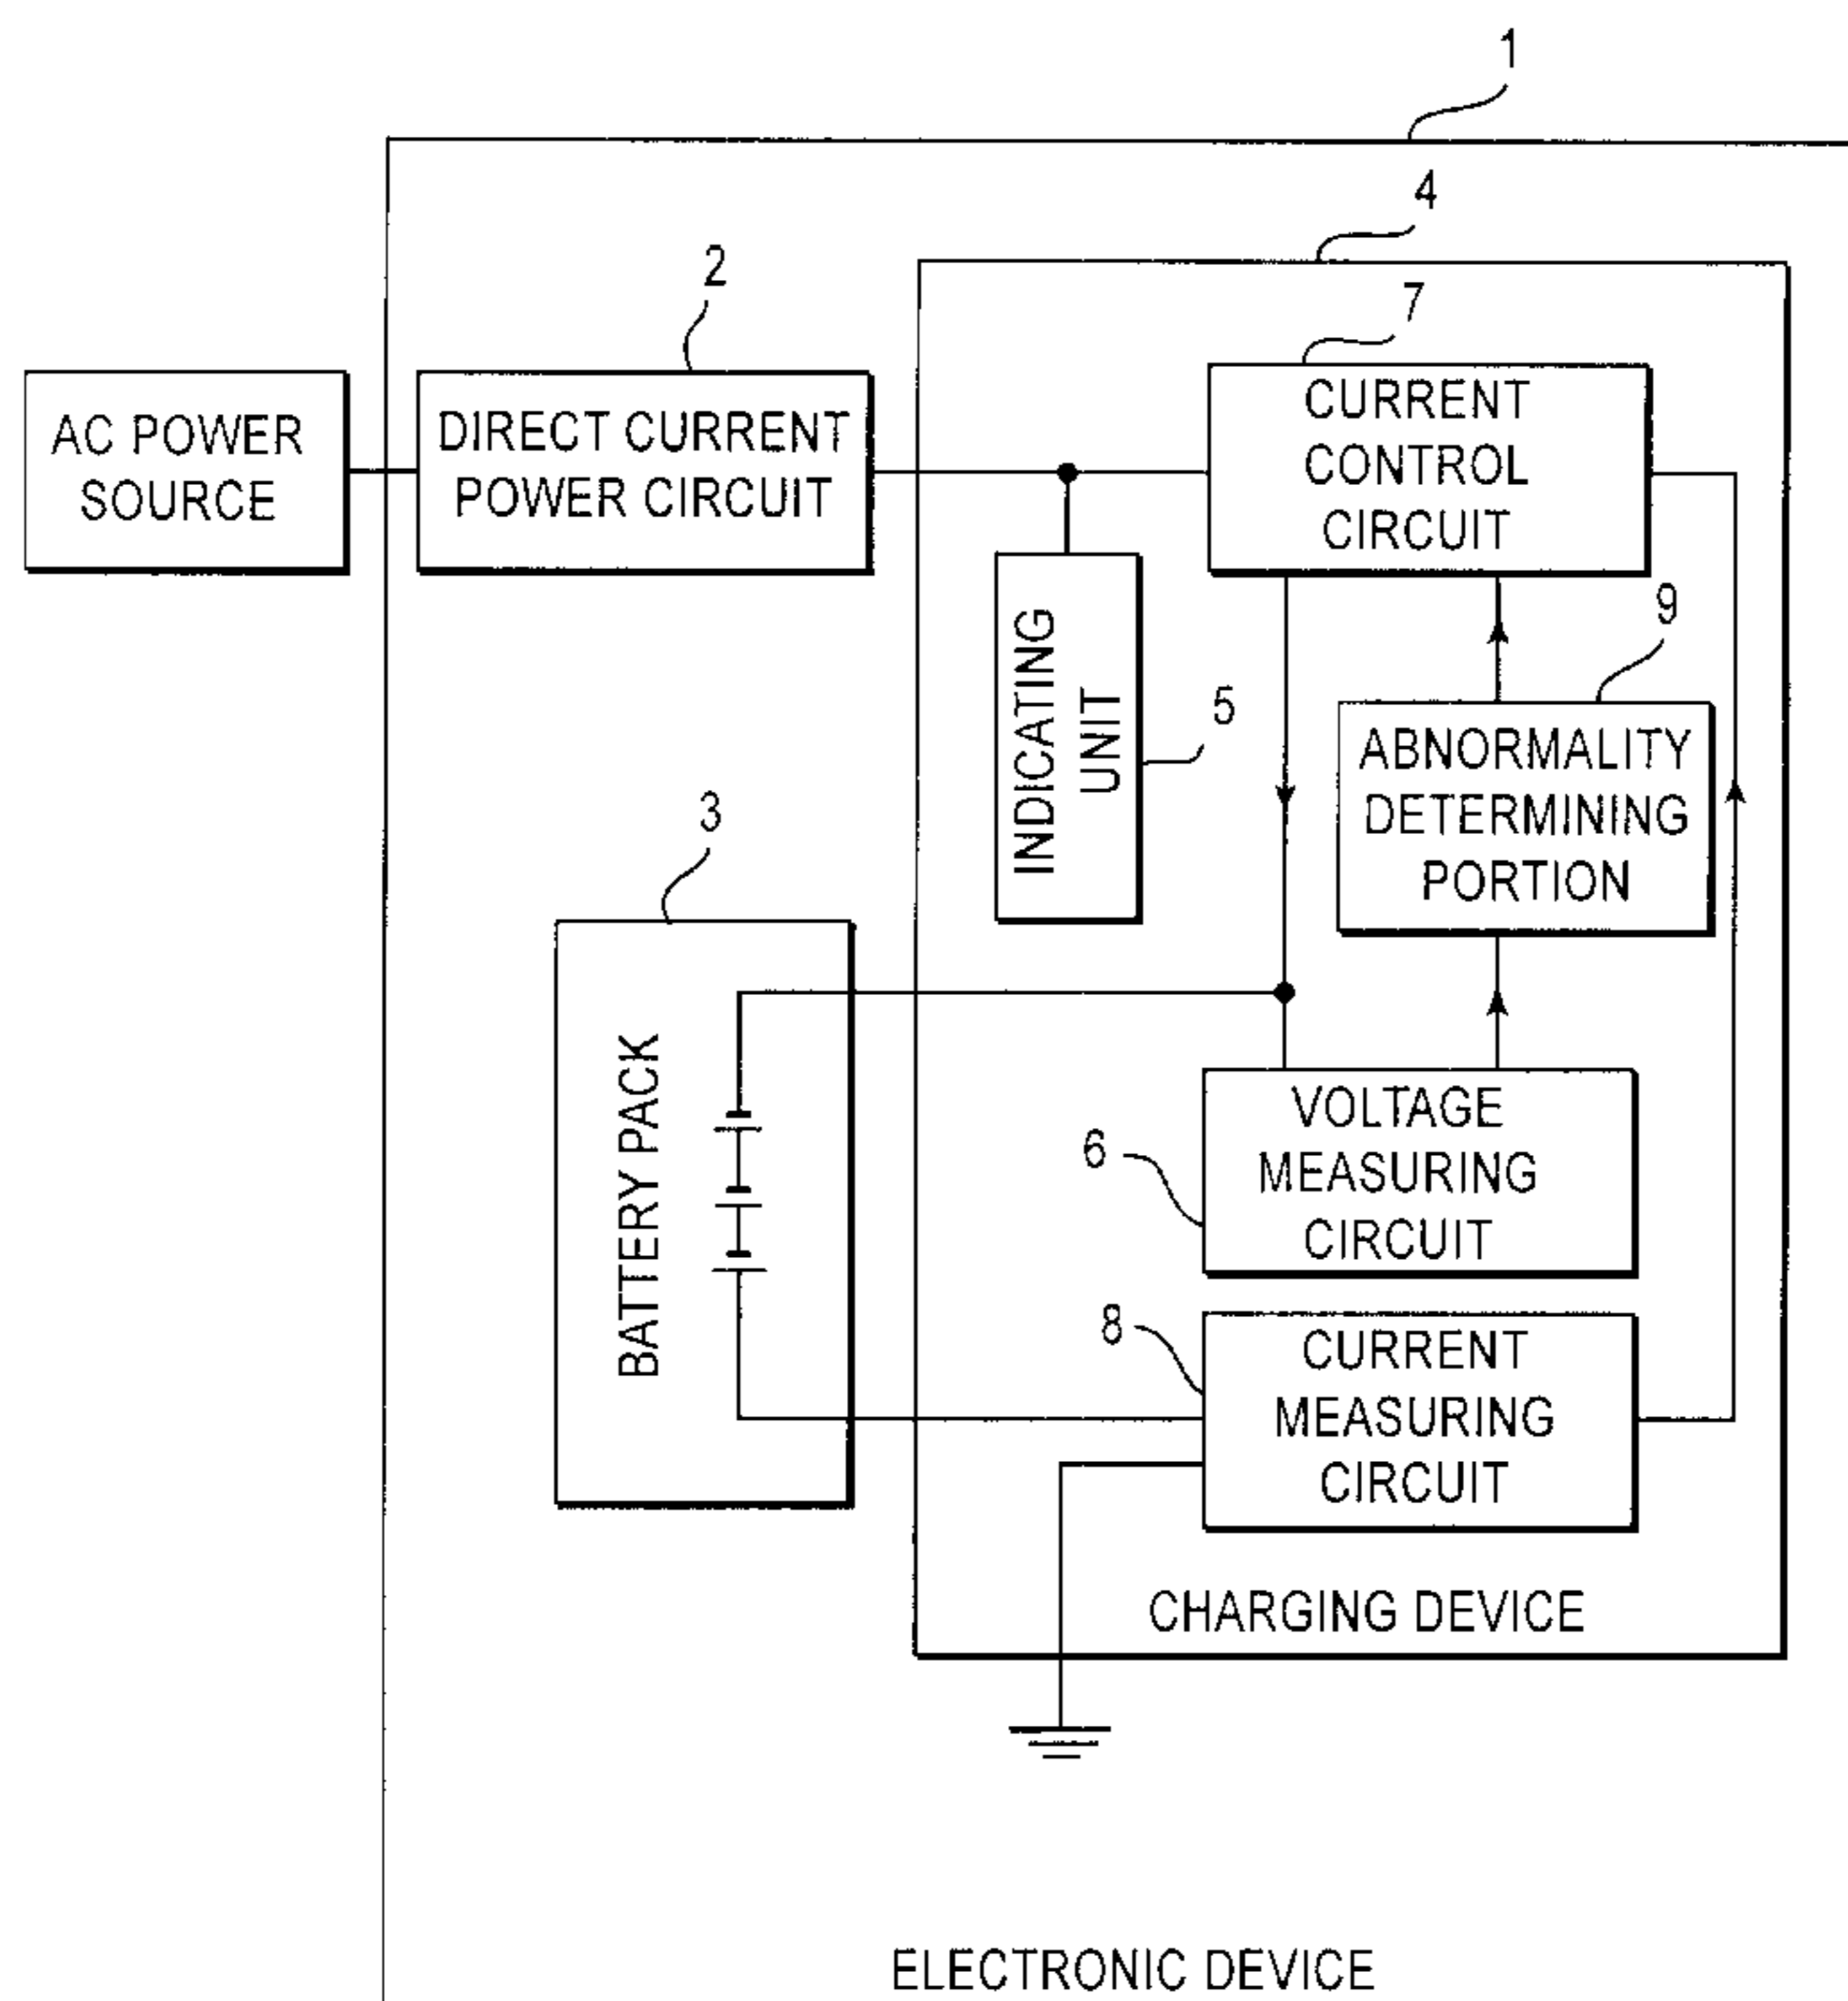 1
4
2
7
AC POWER
SOURCE
DIRECT CURRENT
POWER CIRCUIT
CURRENT
CONTROL
CIRCUIT
9
INDICATING
UNIT
5
ABNORMALITY
DETERMINING
PORTION
3
BATTERY PACK
VOLTAGE
MEASURING
CIRCUIT
6
8
CURRENT
MEASURING
CIRCUIT
CHARGING DEVICE
ELECTRONIC DEVICE